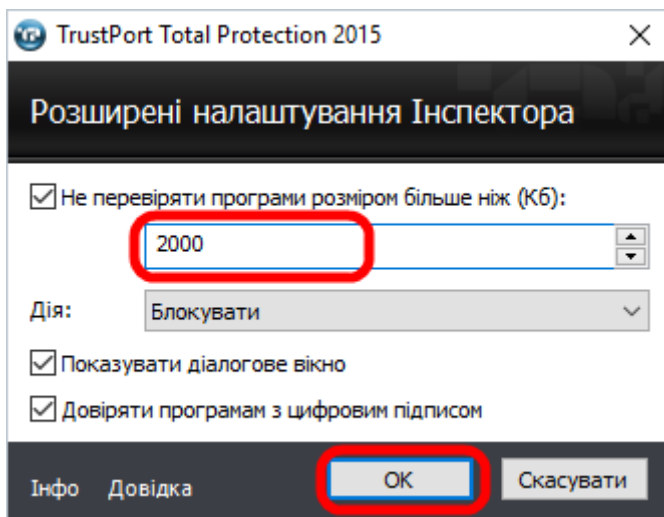 TrustPort Total Protection 2015
Розширені налаштування Інспектора
Не перевіряти програми розміром більше ніж (Кб):
2000
Дія: Блокувати
Показувати діалогове вікно
Довіряти програмам з цифровим підписом
Інфо Довідка OK Скасувати